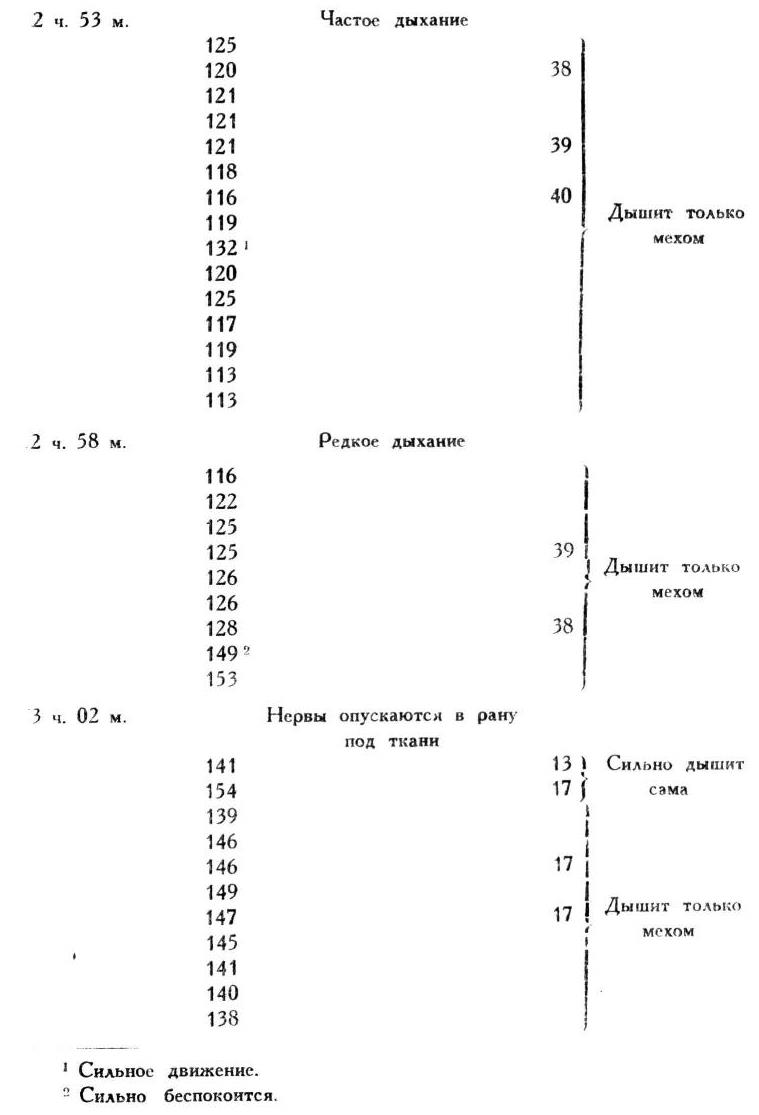 2 ч. 53 м. Частое дыхание
125
120 38
121
121
121 39
118
116 40
119 Дышит только
132 ¹ мехом
120
125
117
119
113
113
2 ч. 58 м. Редкое дыхание
116
122
125
125 39
126 Дышит только
126 мехом
128 38
149 ²
153
3 ч. 02 м. Нервы опускаются в рану
под ткани
141 13 Сильно дышит
154 17 сама
139
146
146 17
149
147 17 Дышит только
145 мехом
141
140
138
¹ Сильное движение.
² Сильно беспокоится.